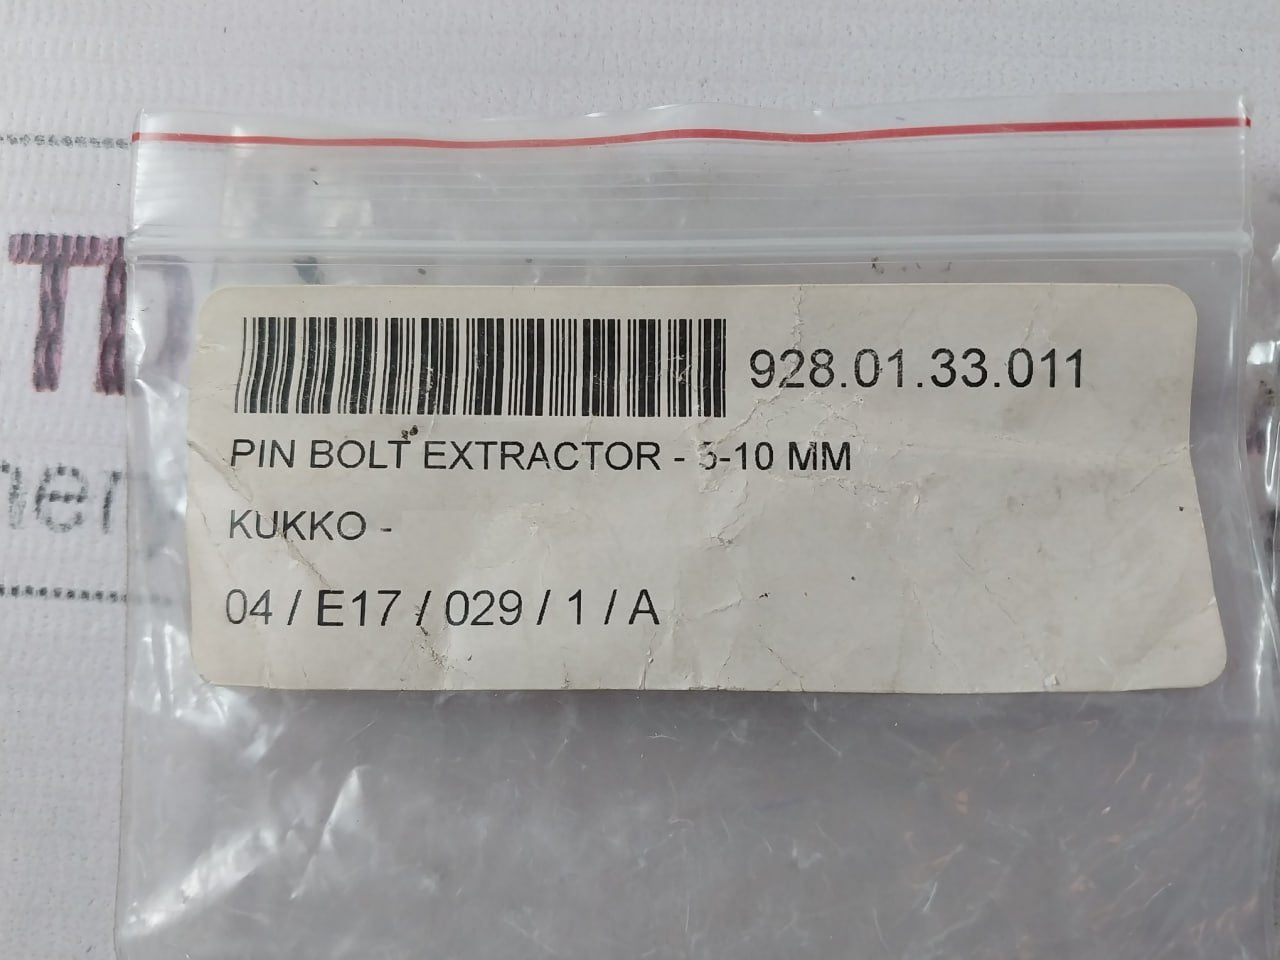 928.01.33.011
PIN BOLT EXTRACTOR - 5-10 MM
KUKKO -
04 / E17 / 029 / 1 / A